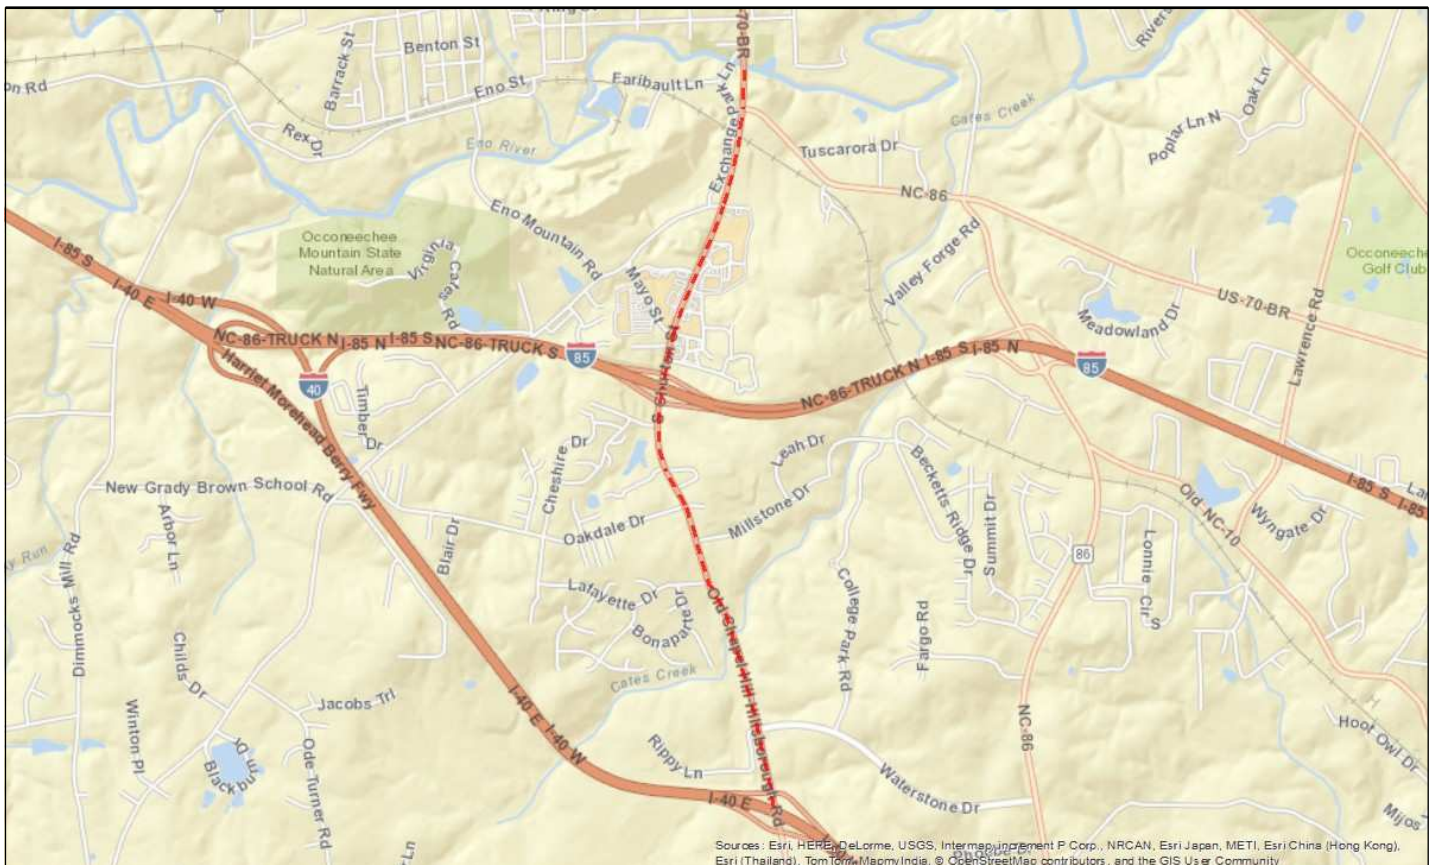 70-BR
Benton St
Barrack St
on Rd
Eno St
Faribault Ln
Exchange Park Ln
Rex Dr
Eno River
Tuscarora Dr
Cates Creek
Rivers
Oak Ln
Poplar Ln N
NC-86
Eno Mountain Rd
Occoneechee
Mountain State
Natural Area
Virginia
Cates
Rd
Mayo St
Valley Forge Rd
Occoneechee
Golf Club
US-70-BR
Lawrence Rd
Meadowland Dr
I-85 S
I-40 E
I-40 W
NC-86-TRUCK N
I-85 N
I-85 S
NC-86-TRUCK S
85
40
Harriet Morehead Berry Fwy
Timber
Dr
NC-86-TRUCK N
I-85 S
I-85 N
85
Cheshire Dr
Leah Dr
Becketts Ridge Dr
Summit Dr
New Grady Brown School Rd
Arbor Ln
Blair Dr
Oakdale Dr
Millstone Dr
Old NC-10
Wyngate Dr
I-85 S
I-85
Lonnie Cir S
86
y Run
Dimmocks Mill Rd
Lafayette Dr
Bonaparte Dr
Old Chapel Hill Hillsborough Rd
College Park Rd
Fargo Rd
Cates Creek
Childs Dr
Jacobs Trl
Winton Pl
Ode Turner Rd
I-40 E
I-40 W
Rippy Ln
Waterstone Dr
NC-86
Hoot Owl Dr
Mijos
I-40 E
Ln
Phoebe Dr
Sources: Esri, HERE, DeLorme, USGS, Intermap, increment P Corp., NRCAN, Esri Japan, METI, Esri China (Hong Kong),
Esri (Thailand), TomTom, MapmyIndia, © OpenStreetMap contributors, and the GIS User Community